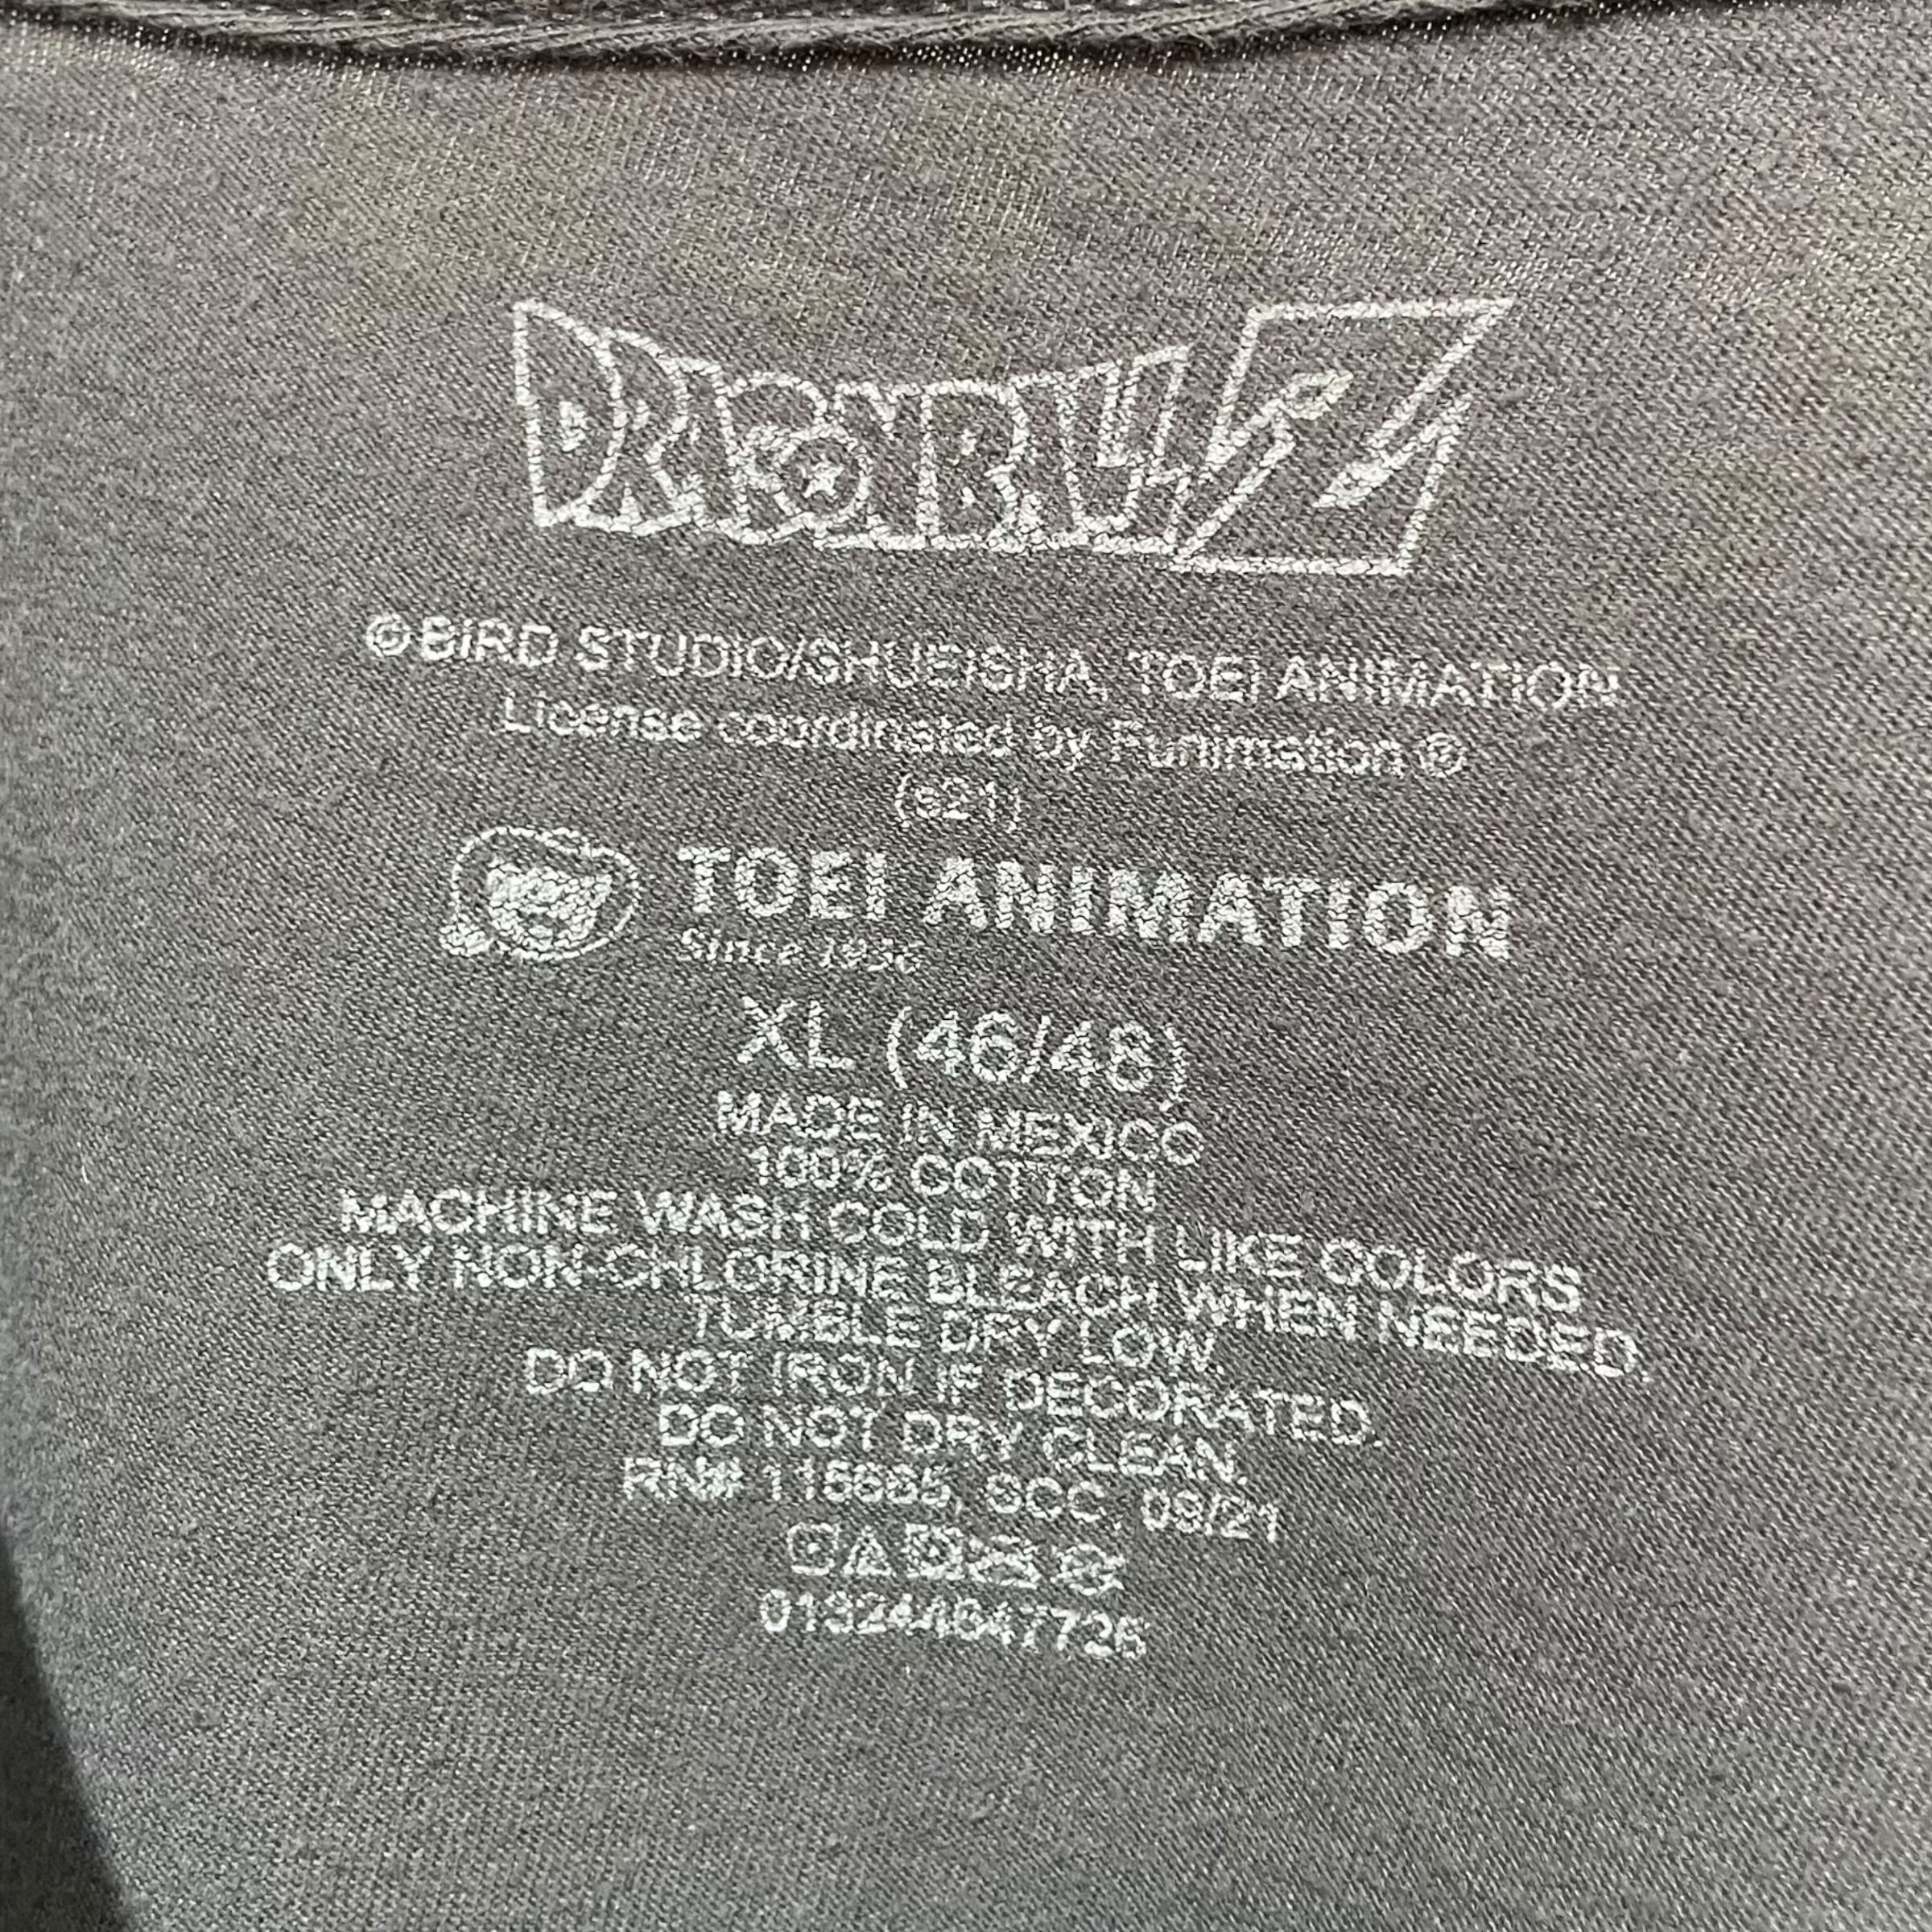 DRAGON BALL Z
©BIRD STUDIO/SHUEISHA, TOEI ANIMATION
License coordinated by Funimation ®
(s21)
TOEI ANIMATION
Since 1956
XL (46/48)
MADE IN MEXICO
100% COTTON
MACHINE WASH COLD WITH LIKE COLORS
ONLY NON-CHLORINE BLEACH WHEN NEEDED.
TUMBLE DRY LOW.
DO NOT IRON IF DECORATED.
DO NOT DRY CLEAN.
RN# SCC, 09/21